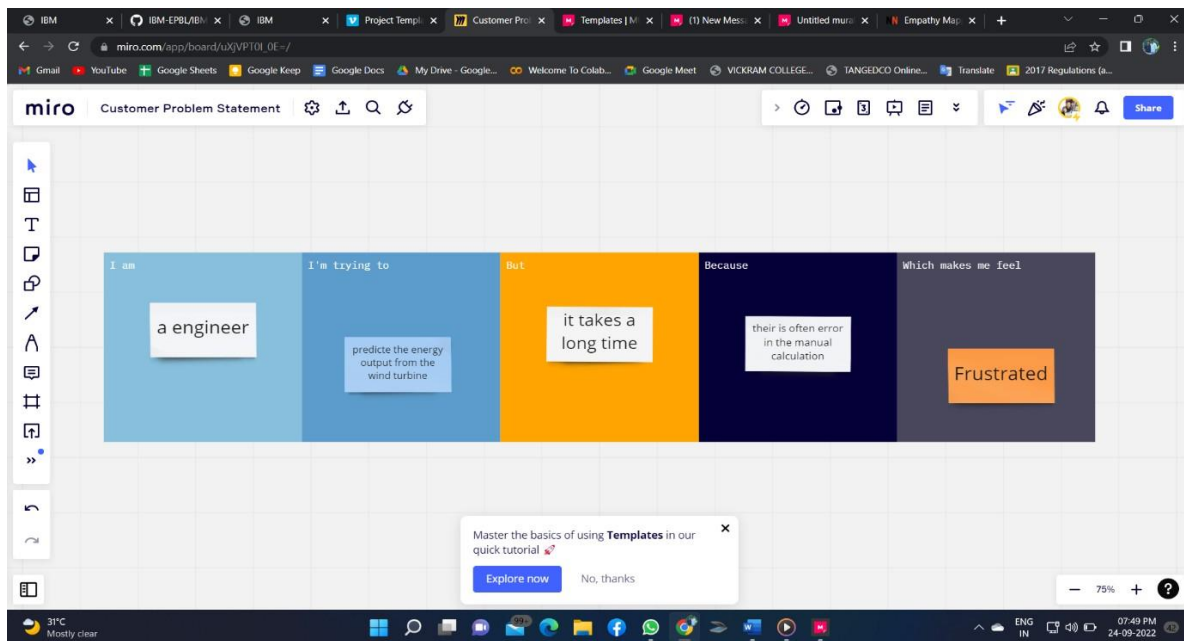 IBM
IBM-EPBL/IBM
IBM
Project Templ
Customer Pro
Templates | M
(1) New Mess
Untitled mura
Empathy Map
miro.com/app/board/uXjVPT0I_0E=/
Gmail
YouTube
Google Sheets
Google Keep
Google Docs
My Drive - Google...
Welcome To Colab...
Google Meet
VICKRAM COLLEGE...
TANGEDCO Online...
Translate
2017 Regulations (a...
miro
Customer Problem Statement
Share
I am
a engineer
I'm trying to
predicte the energy
output from the
wind turbine
But
it takes a
long time
Because
their is often error
in the manual
calculation
Which makes me feel
Frustrated
Master the basics of using Templates in our
quick tutorial 🚀
Explore now
No, thanks
75%
31°C
Mostly clear
99+
ENG
IN
07:49 PM
24-09-2022